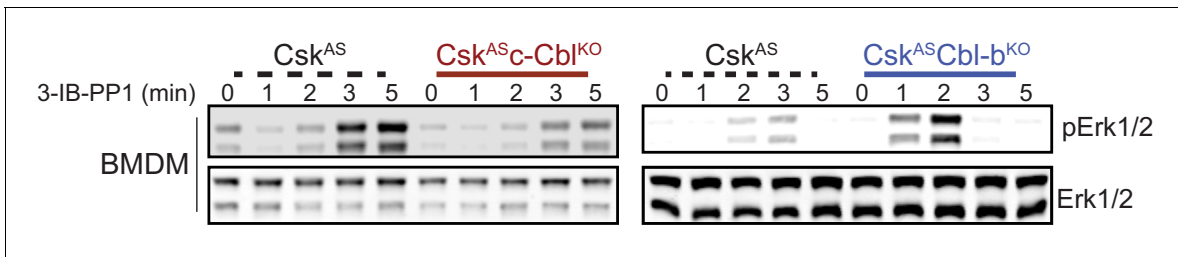 Csk^AS Csk^AS c-Cbl^KO Csk^AS Csk^AS Cbl-b^KO
3-IB-PP1 (min) 0 1 2 3 5 0 1 2 3 5 0 1 2 3 5 0 1 2 3 5
pErk1/2
BMDM
Erk1/2